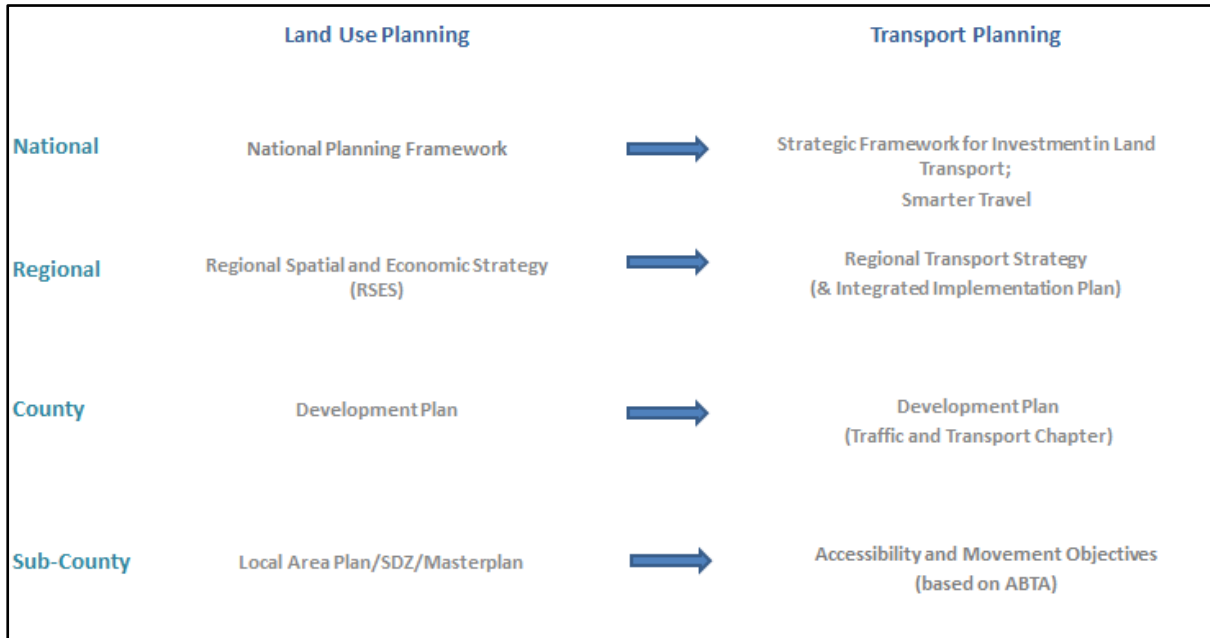 Land Use Planning
Transport Planning
National
National Planning Framework
Strategic Framework for Investment in Land
Transport;
Smarter Travel
Regional
Regional Spatial and Economic Strategy
(RSES)
Regional Transport Strategy
(& Integrated Implementation Plan)
County
Development Plan
Development Plan
(Traffic and Transport Chapter)
Sub-County
Local Area Plan/SDZ/Masterplan
Accessibility and Movement Objectives
(based on ABTA)